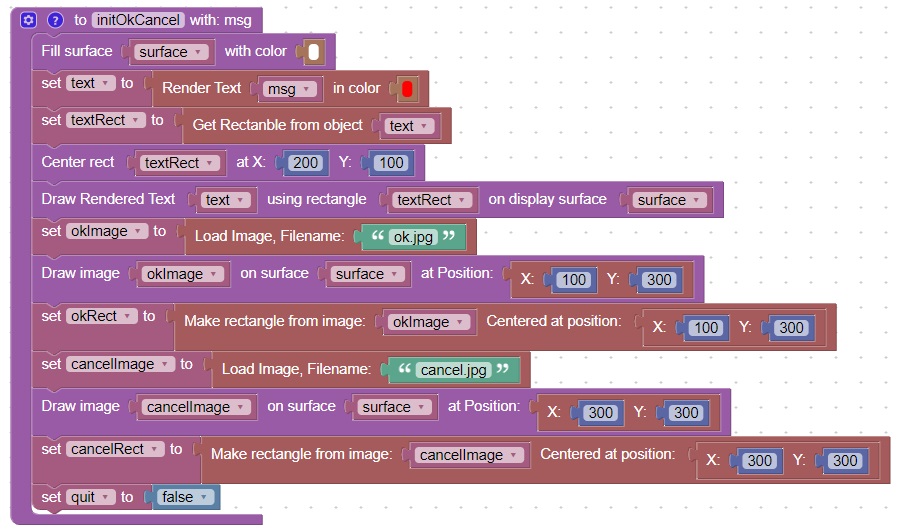 ? to initOkCancel with: msg
Fill surface surface with color
set text to Render Text msg in color
set textRect to Get Rectanble from object text
Center rect textRect at X: 200 Y: 100
Draw Rendered Text text using rectangle textRect on display surface surface
set okImage to Load Image, Filename: “ ok.jpg ”
Draw image okImage on surface surface at Position: X: 100 Y: 300
set okRect to Make rectangle from image: okImage Centered at position: X: 100 Y: 300
set cancelImage to Load Image, Filename: “ cancel.jpg ”
Draw image cancelImage on surface surface at Position: X: 300 Y: 300
set cancelRect to Make rectangle from image: cancelImage Centered at position: X: 300 Y: 300
set quit to false